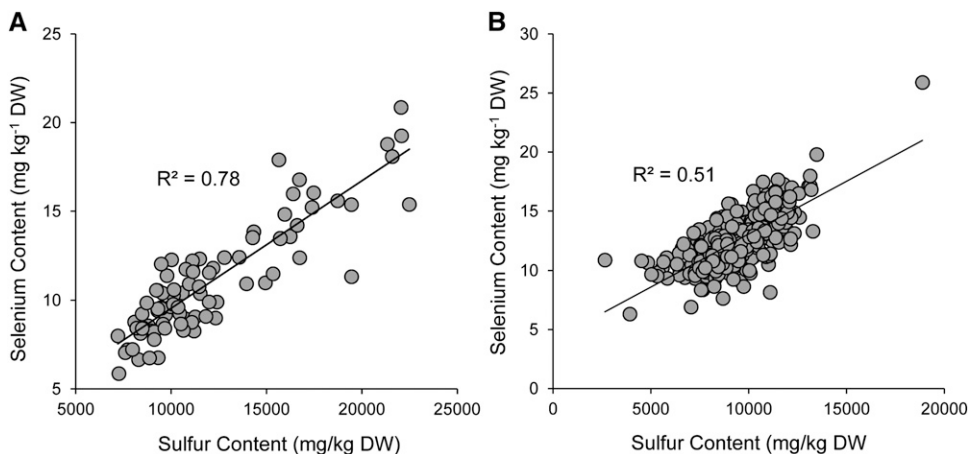 A
Selenium Content (mg kg⁻¹ DW)
25
20
15
10
5
R² = 0.78
5000 10000 15000 20000 25000
Sulfur Content (mg/kg DW)
B
Selenium Content (mg kg⁻¹ DW)
30
25
20
15
10
5
0
R² = 0.51
0 5000 10000 15000 20000
Sulfur Content (mg/kg DW